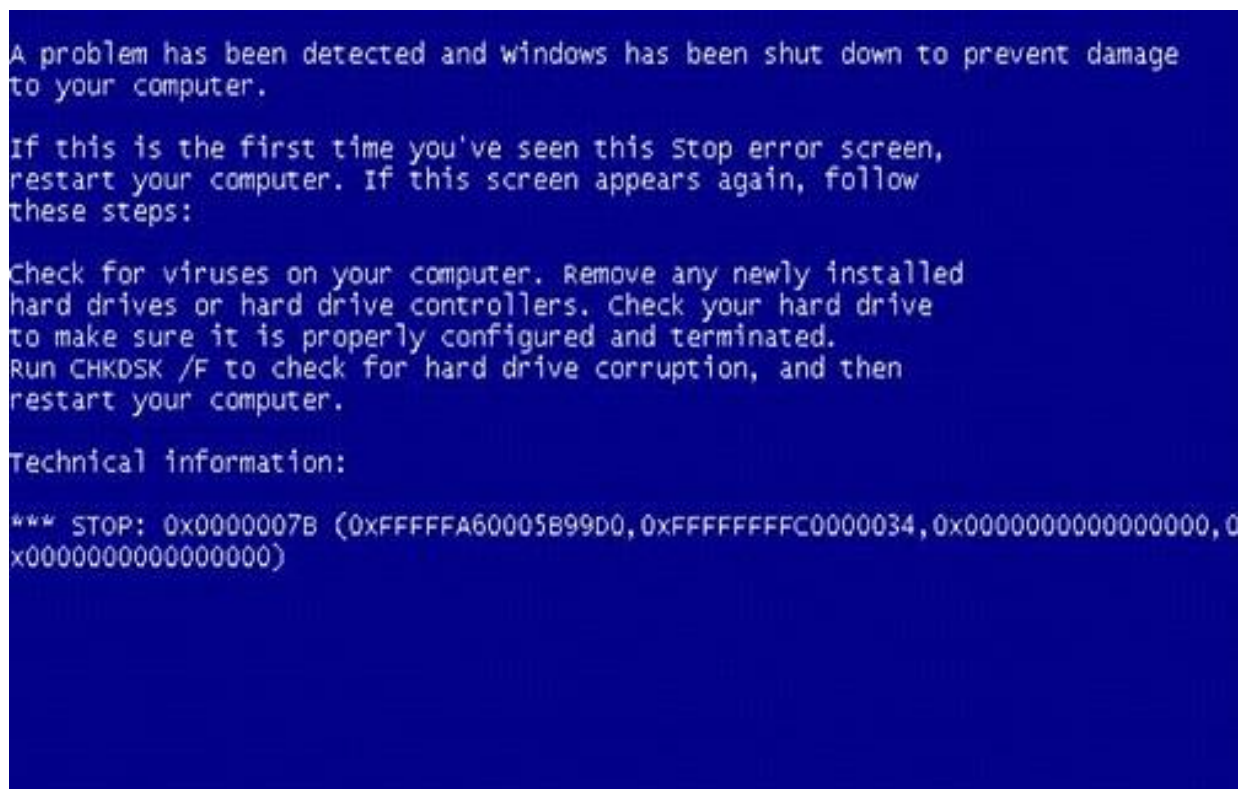 A problem has been detected and Windows has been shut down to prevent damage
to your computer.
If this is the first time you've seen this Stop error screen,
restart your computer. If this screen appears again, follow
these steps:
Check for viruses on your computer. Remove any newly installed
hard drives or hard drive controllers. Check your hard drive
to make sure it is properly configured and terminated.
Run CHKDSK /F to check for hard drive corruption, and then
restart your computer.
Technical information:
*** STOP: 0x0000007B (0xFFFFFA60005B99D0,0xFFFFFFFFC0000034,0x0000000000000000,0
x0000000000000000)